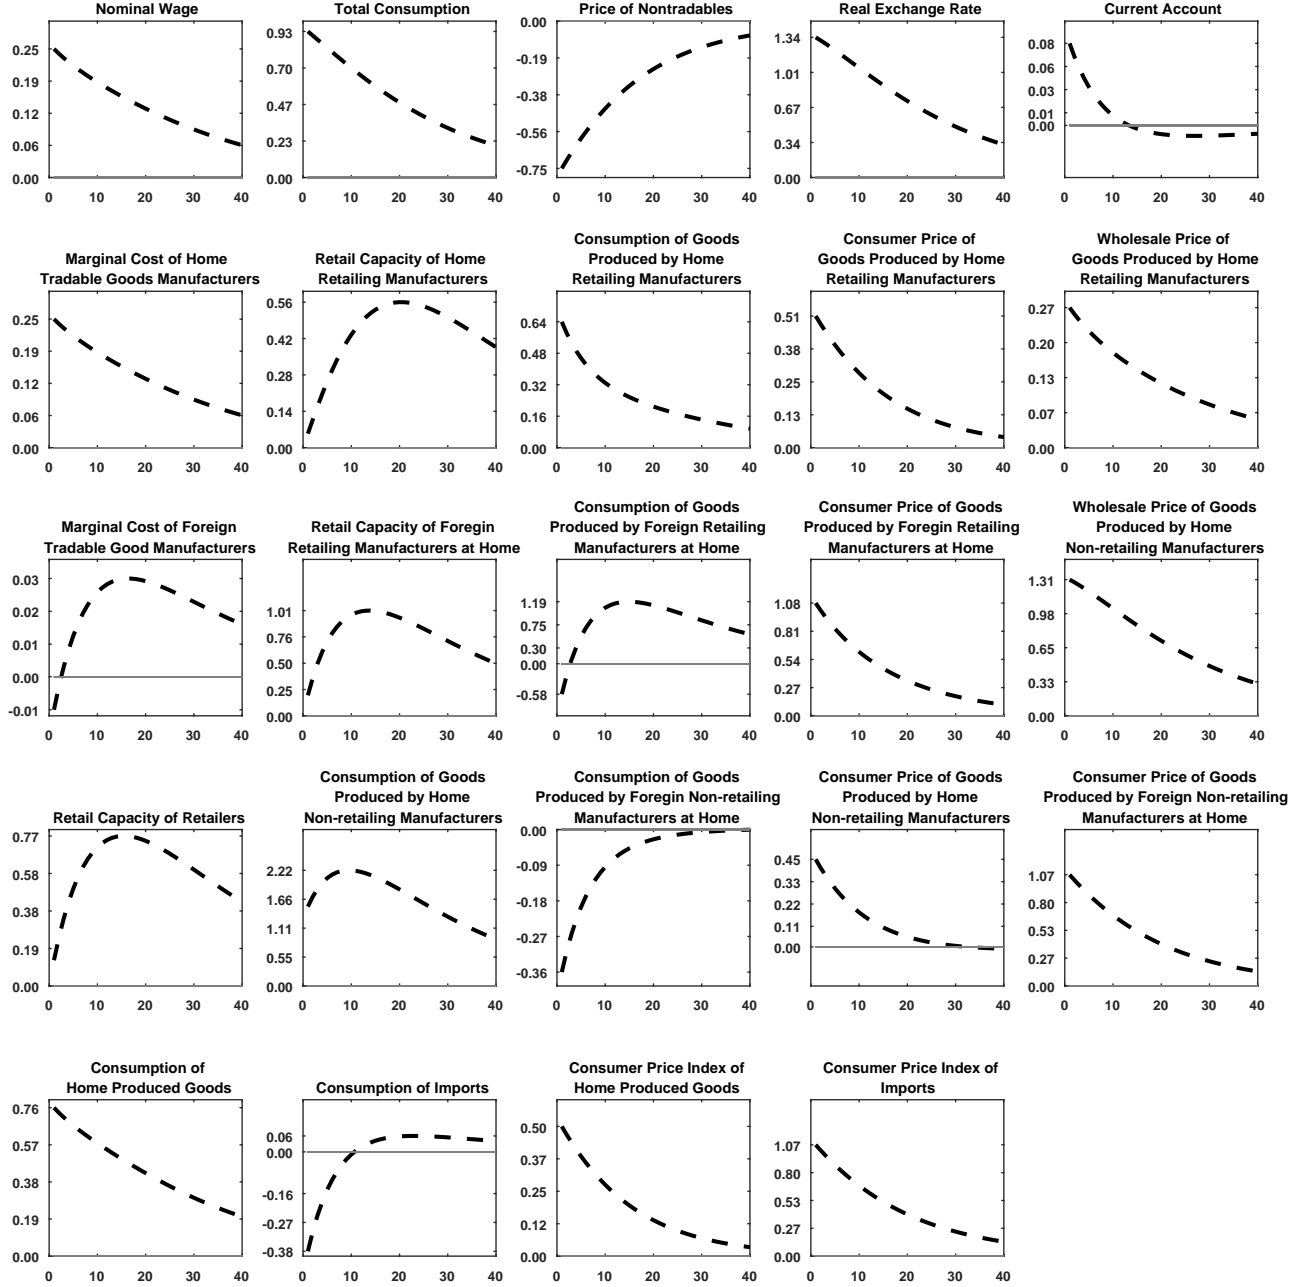 Nominal Wage
0.25
0.19
0.12
0.06
0.00
0 10 20 30 40
Total Consumption
0.93
0.70
0.47
0.23
0.00
0 10 20 30 40
Price of Nontradables
0.00
-0.19
-0.38
-0.56
-0.75
0 10 20 30 40
Real Exchange Rate
1.34
1.01
0.67
0.34
0.00
0 10 20 30 40
Current Account
0.08
0.06
0.03
0.01
0.00
0 10 20 30 40
Marginal Cost of Home
Tradable Goods Manufacturers
0.25
0.19
0.12
0.06
0.00
0 10 20 30 40
Retail Capacity of Home
Retailing Manufacturers
0.56
0.42
0.28
0.14
0.00
0 10 20 30 40
Consumption of Goods
Produced by Home
Retailing Manufacturers
0.64
0.48
0.32
0.16
0.00
0 10 20 30 40
Consumer Price of
Goods Produced by Home
Retailing Manufacturers
0.51
0.38
0.25
0.13
0.00
0 10 20 30 40
Wholesale Price of
Goods Produced by Home
Retailing Manufacturers
0.27
0.20
0.13
0.07
0.00
0 10 20 30 40
Marginal Cost of Foreign
Tradable Good Manufacturers
0.03
0.02
0.01
0.00
-0.01
0 10 20 30 40
Retail Capacity of Foregin
Retailing Manufacturers at Home
1.01
0.76
0.50
0.25
0.00
0 10 20 30 40
Consumption of Goods
Produced by Foreign Retailing
Manufacturers at Home
1.19
0.75
0.30
0.00
-0.58
0 10 20 30 40
Consumer Price of Goods
Produced by Foregin Retailing
Manufacturers at Home
1.08
0.81
0.54
0.27
0.00
0 10 20 30 40
Wholesale Price of Goods
Produced by Home
Non-retailing Manufacturers
1.31
0.98
0.65
0.33
0.00
0 10 20 30 40
Retail Capacity of Retailers
0.77
0.58
0.38
0.19
0.00
0 10 20 30 40
Consumption of Goods
Produced by Home
Non-retailing Manufacturers
2.22
1.66
1.11
0.55
0.00
0 10 20 30 40
Consumption of Goods
Produced by Foregin Non-retailing
Manufacturers at Home
0.00
-0.09
-0.18
-0.27
-0.36
0 10 20 30 40
Consumer Price of Goods
Produced by Home
Non-retailing Manufacturers
0.45
0.33
0.22
0.11
0.00
0 10 20 30 40
Consumer Price of Goods
Produced by Foreign Non-retailing
Manufacturers at Home
1.07
0.80
0.53
0.27
0.00
0 10 20 30 40
Consumption of
Home Produced Goods
0.76
0.57
0.38
0.19
0.00
0 10 20 30 40
Consumption of Imports
0.06
0.00
-0.16
-0.27
-0.38
0 10 20 30 40
Consumer Price Index of
Home Produced Goods
0.50
0.37
0.25
0.12
0.00
0 10 20 30 40
Consumer Price Index of
Imports
1.07
0.80
0.53
0.27
0.00
0 10 20 30 40